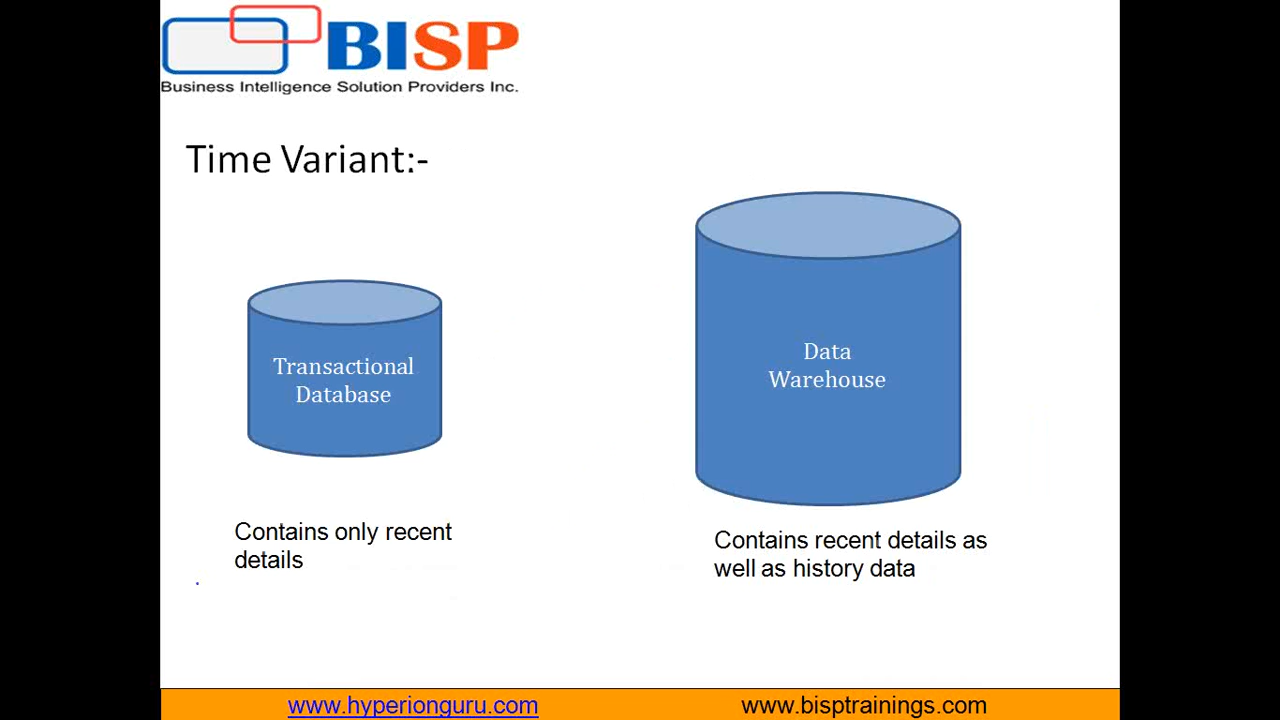 BISP
Business Intelligence Solution Providers Inc.
Time Variant:-
Transactional
Database
Contains only recent
details
Data
Warehouse
Contains recent details as
well as history data
www.hyperionguru.com
www.bisptrainings.com